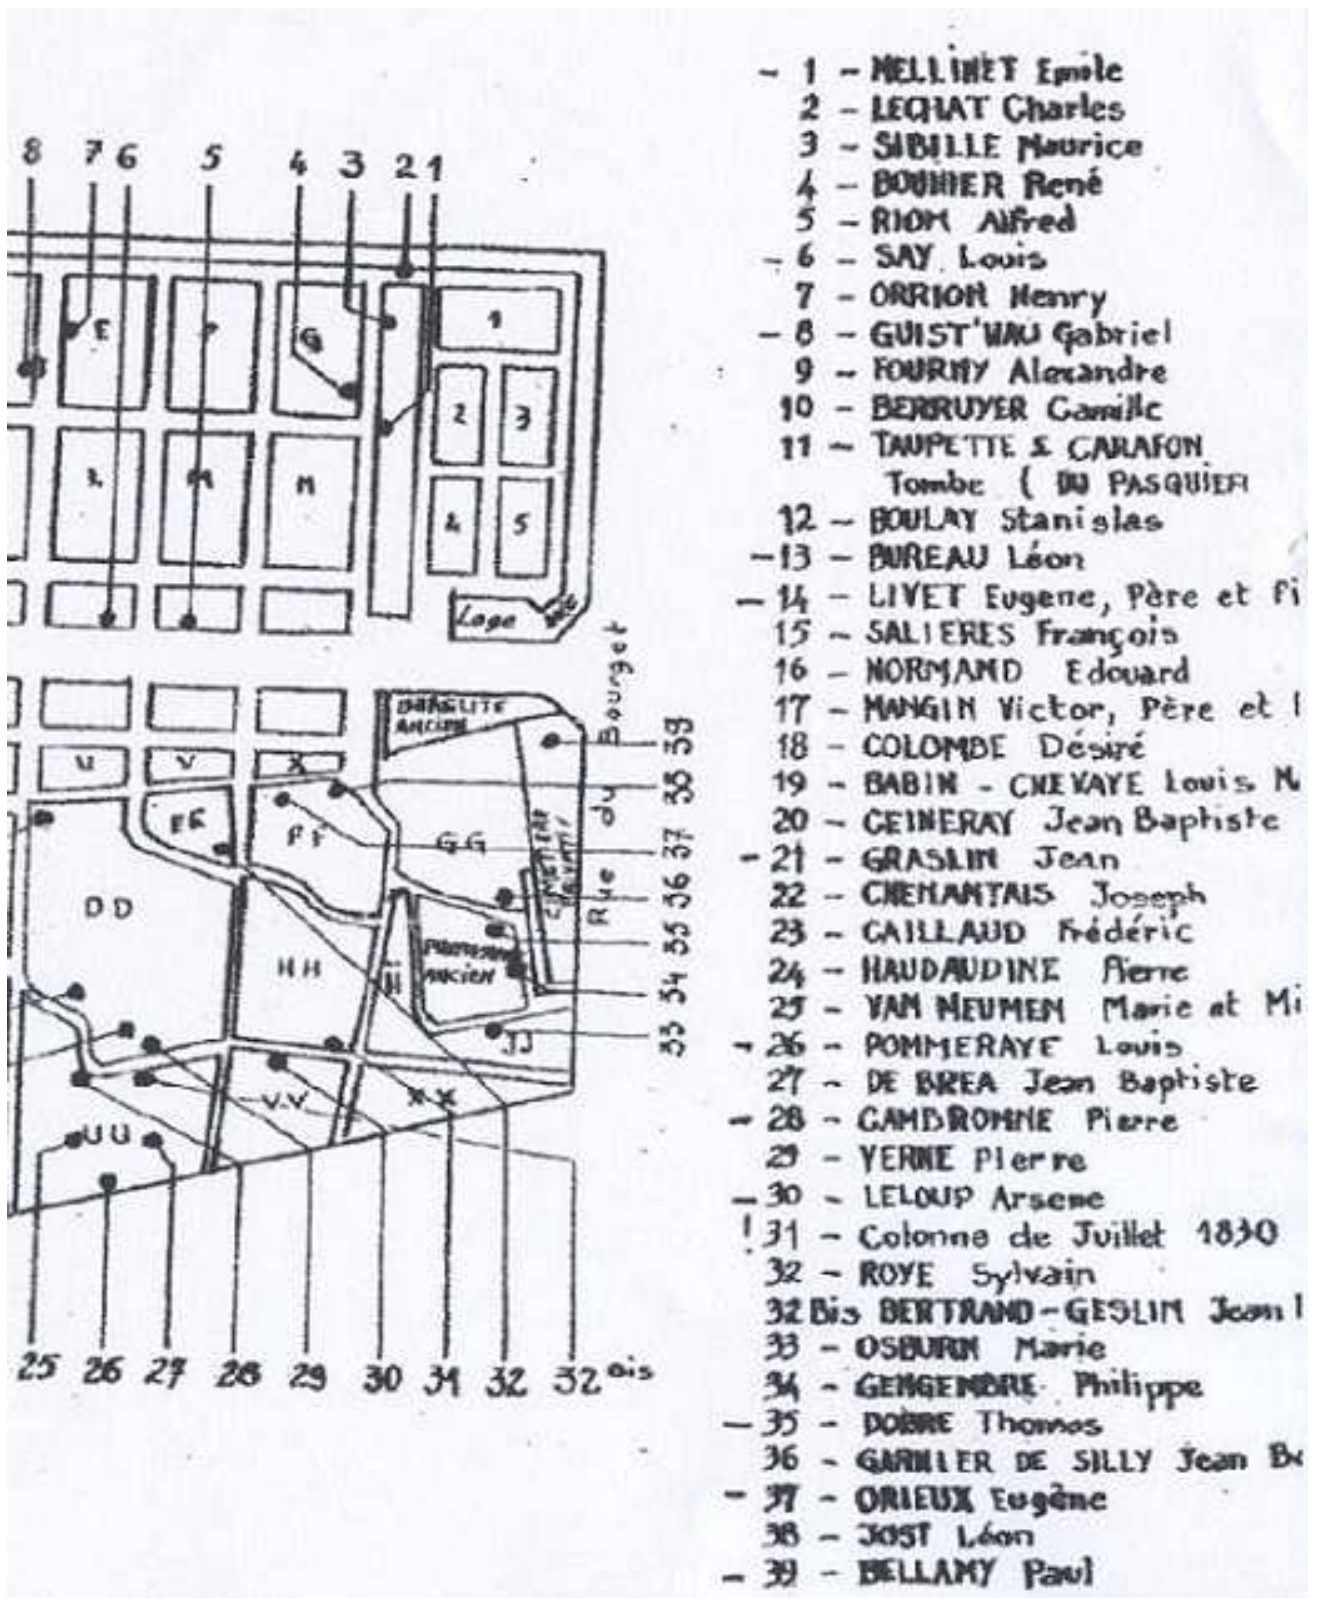 8 7 6 5 4 3 2 1
E G
1
2 3
M M
4 5
Loge
Rue du Bourget
ISRAELITE
ANCIEN
U V X
EE FF GG
DD
HH
ANCIEN
JJ
UU VV XX
39
38
37
36
35
34
33
25 26 27 28 29 30 31 32 32 Bis
- 1 - MELLINET Emile
2 - LECHAT Charles
3 - SIBILLE Maurice
4 - BOUHIER René
5 - RIOM Alfred
- 6 - SAY Louis
7 - ORRION Henry
- 8 - GUIST'HAU Gabriel
9 - FOURNY Alexandre
10 - BERRUYER Camille
11 - TAUPETTE & CARAFON
Tombe ( DU PASQUIER
12 - BOULAY Stanislas
- 13 - BUREAU Léon
- 14 - LIVET Eugene, Père et fi
15 - SALIERES François
16 - NORMAND Edouard
17 - MANGIN Victor, Père et
18 - COLOMBE Désiré
19 - BABIN - CHEVAYE Louis
20 - CEINERAY Jean Baptiste
- 21 - GRASLIN Jean
22 - CHENANTAIS Joseph
23 - CAILLAUD Frédéric
24 - HAUDAUDINE Pierre
25 - VAN NEUMEN Marie et Mi
- 26 - POMMERAYE Louis
27 - DE BREA Jean Baptiste
- 28 - CAMBRONNE Pierre
29 - VERNE Pierre
- 30 - LELOUP Arsene
! 31 - Colonne de Juillet 1830
32 - ROYE Sylvain
32 Bis BERTRAND-GESLIN Jean
33 - OSBURN Marie
34 - GENGEMBRE Philippe
- 35 - DOBRE Thomas
36 - GARNIER DE SILLY Jean
- 37 - ORIEUX Eugène
38 - JOST Léon
- 39 - BELLAMY Paul